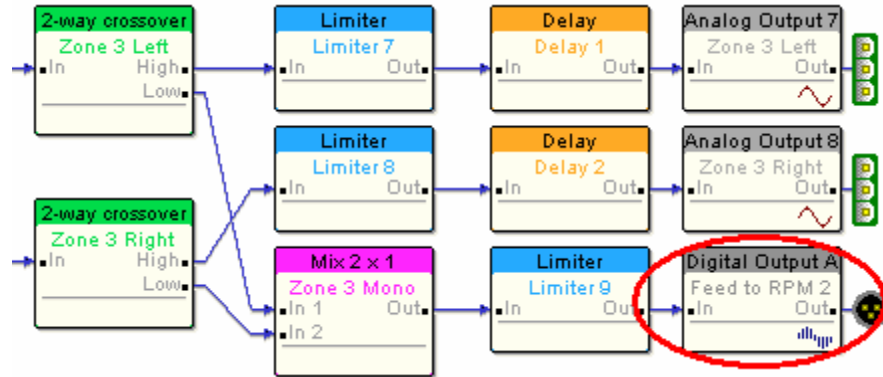 2-way crossover
Zone 3 Left
In High
Low
Limiter
Limiter 7
In Out
Delay
Delay 1
In Out
Analog Output 7
Zone 3 Left
In Out
Limiter
Limiter 8
In Out
Delay
Delay 2
In Out
Analog Output 8
Zone 3 Right
In Out
2-way crossover
Zone 3 Right
In High
Low
Mix 2 x 1
Zone 3 Mono
In 1 Out
In 2
Limiter
Limiter 9
In Out
Digital Output A
Feed to RPM 2
In Out